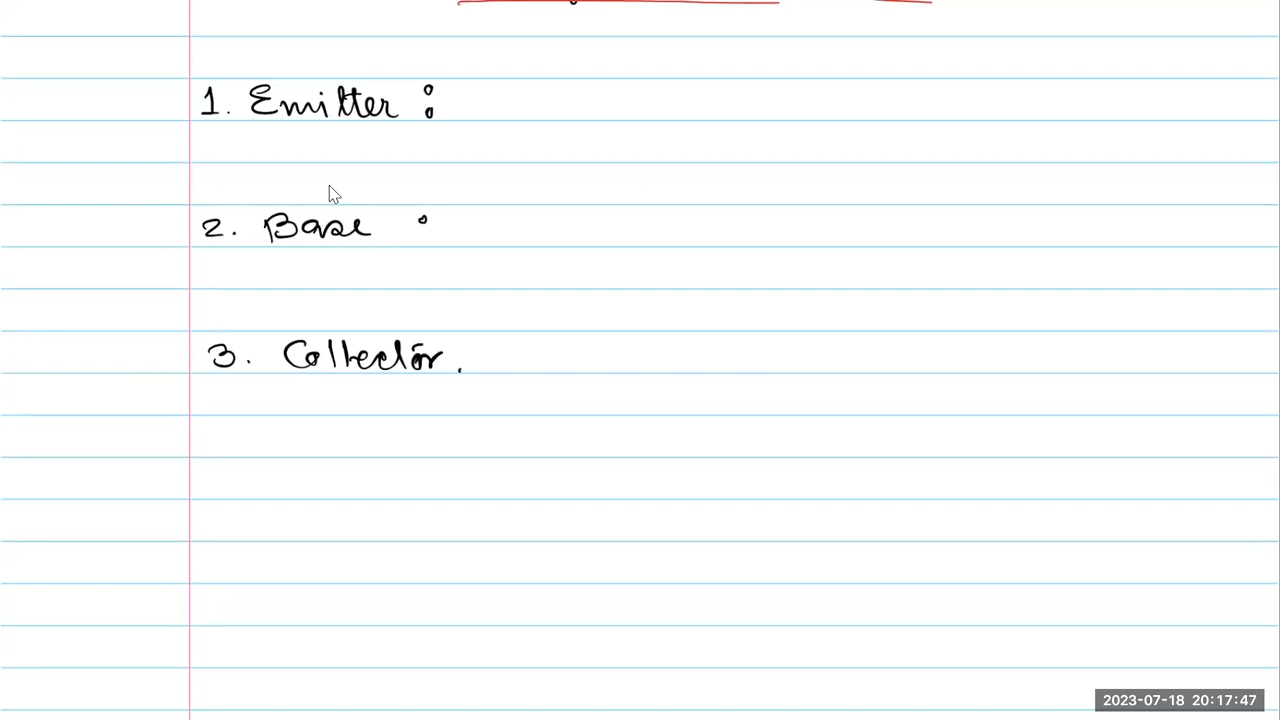 1. Emitter :
2. Base
3. Collector.
2023-07-18 20:17:47